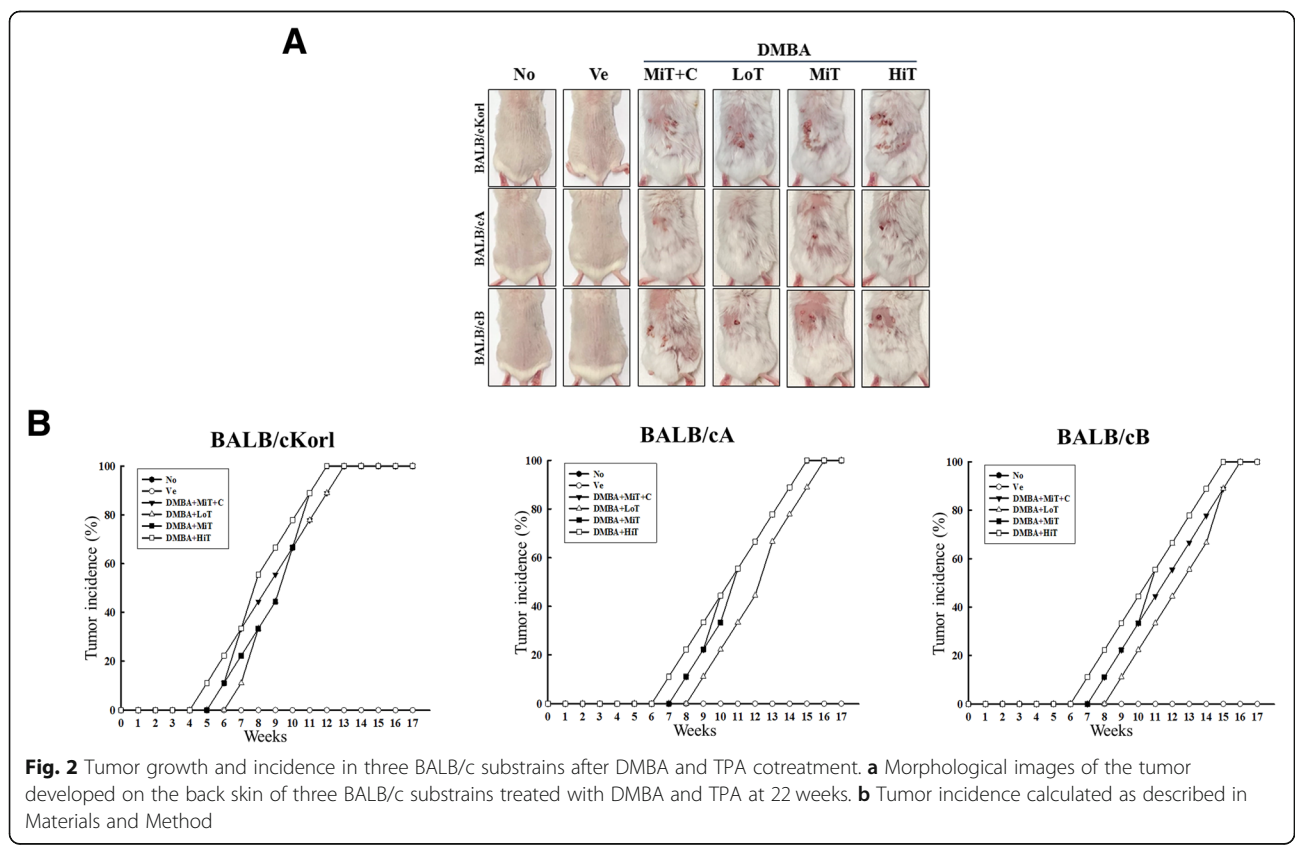 A
DMBA
No Ve MiT+C LoT MiT HiT
BALB/cKorl
BALB/cA
BALB/cB
B
BALB/cKorl
Tumor incidence (%)
100
80
60
40
20
0
No
Ve
DMBA+MiT+C
DMBA+LoT
DMBA+MiT
DMBA+HiT
0 1 2 3 4 5 6 7 8 9 10 11 12 13 14 15 16 17
Weeks
BALB/cA
Tumor incidence (%)
100
80
60
40
20
0
No
Ve
DMBA+MiT+C
DMBA+LoT
DMBA+MiT
DMBA+HiT
0 1 2 3 4 5 6 7 8 9 10 11 12 13 14 15 16 17
Weeks
BALB/cB
Tumor incidence (%)
100
80
60
40
20
0
No
Ve
DMBA+MiT+C
DMBA+LoT
DMBA+MiT
DMBA+HiT
0 1 2 3 4 5 6 7 8 9 10 11 12 13 14 15 16 17
Weeks
Fig. 2 Tumor growth and incidence in three BALB/c substrains after DMBA and TPA cotreatment. a Morphological images of the tumor
developed on the back skin of three BALB/c substrains treated with DMBA and TPA at 22 weeks. b Tumor incidence calculated as described in
Materials and Method